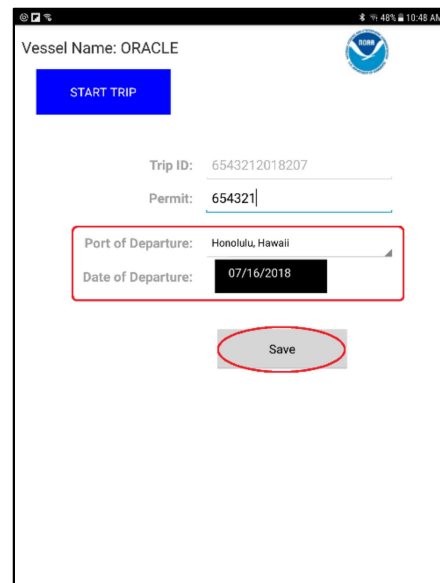 48% 10:48 AM
Vessel Name: ORACLE
NOAA
START TRIP
Trip ID: 6543212018207
Permit: 654321
Port of Departure: Honolulu, Hawaii
Date of Departure: 07/16/2018
Save